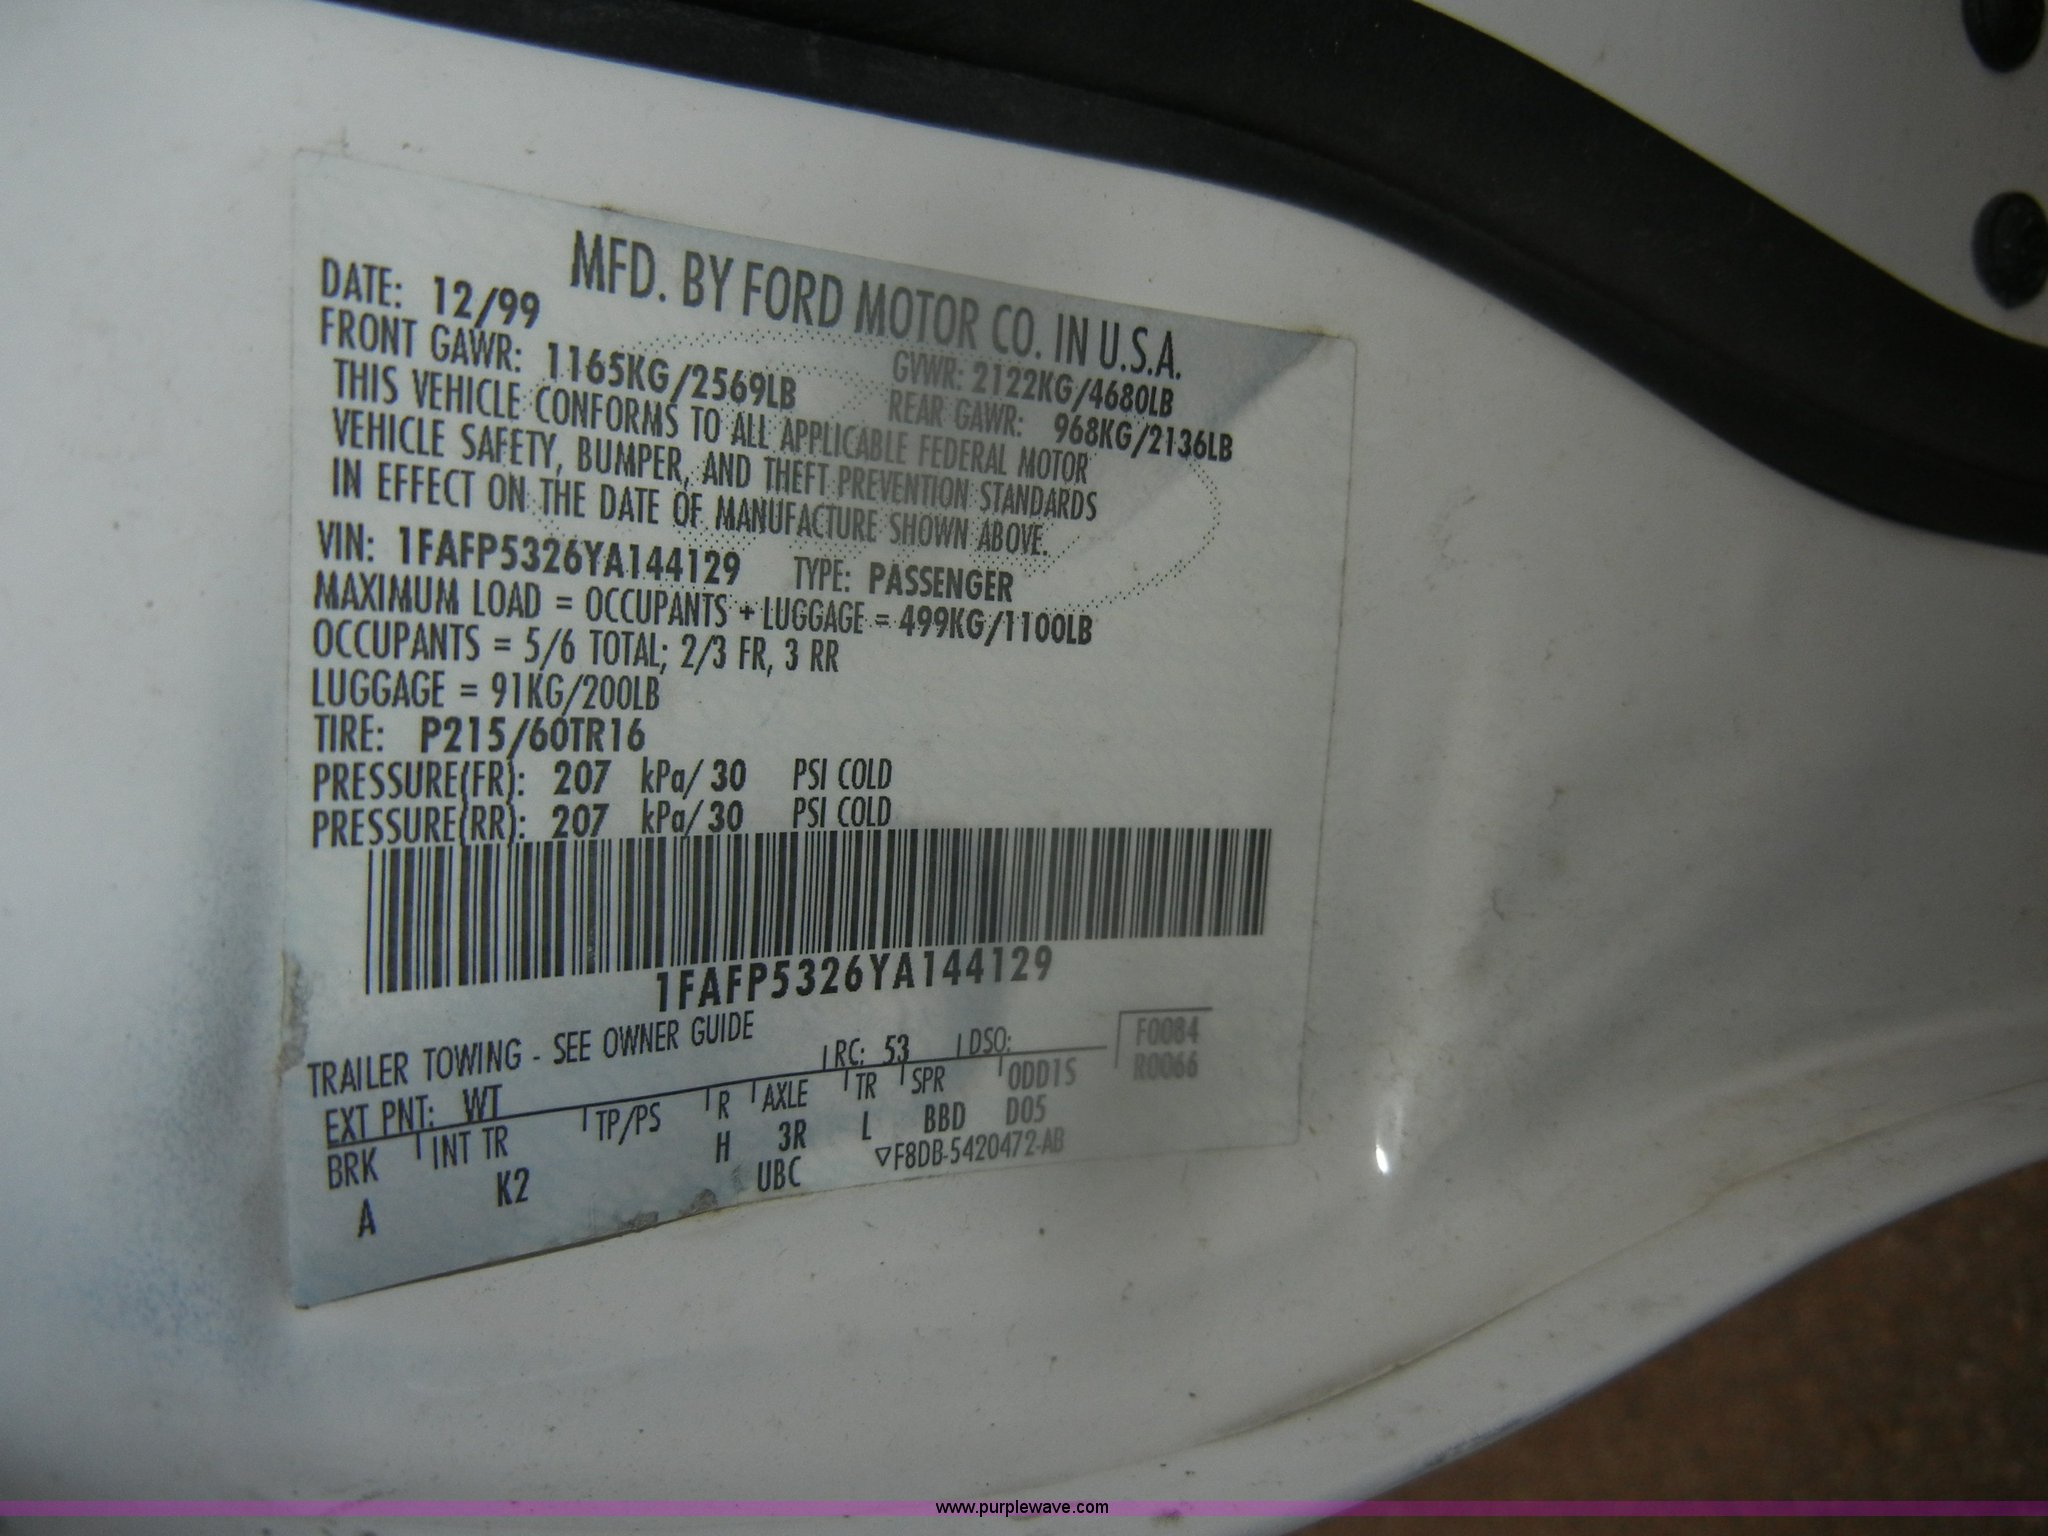 MFD. BY FORD MOTOR CO. IN U.S.A.
DATE: 12/99 GVWR: 2122KG/4680LB
FRONT GAWR: 1165KG/2569LB REAR GAWR: 968KG/2136LB
THIS VEHICLE CONFORMS TO ALL APPLICABLE FEDERAL MOTOR
VEHICLE SAFETY, BUMPER, AND THEFT PREVENTION STANDARDS
IN EFFECT ON THE DATE OF MANUFACTURE SHOWN ABOVE.
VIN: 1FAFP5326YA144129 TYPE: PASSENGER
MAXIMUM LOAD = OCCUPANTS + LUGGAGE = 499KG/1100LB
OCCUPANTS = 5/6 TOTAL; 2/3 FR, 3 RR
LUGGAGE = 91KG/200LB
TIRE: P215/60TR16
PRESSURE(FR): 207 kPa/ 30 PSI COLD
PRESSURE(RR): 207 kPa/ 30 PSI COLD
1FAFP5326YA144129
TRAILER TOWING - SEE OWNER GUIDE
F0084
EXT PNT: WT RC: 53 DSO: R0066
BRK INT TR TP/PS R AXLE TR SPR ODD1S
A K2 H 3R L BBD D05
UBC ▽F8DB-5420472-AB
www.purplewave.com